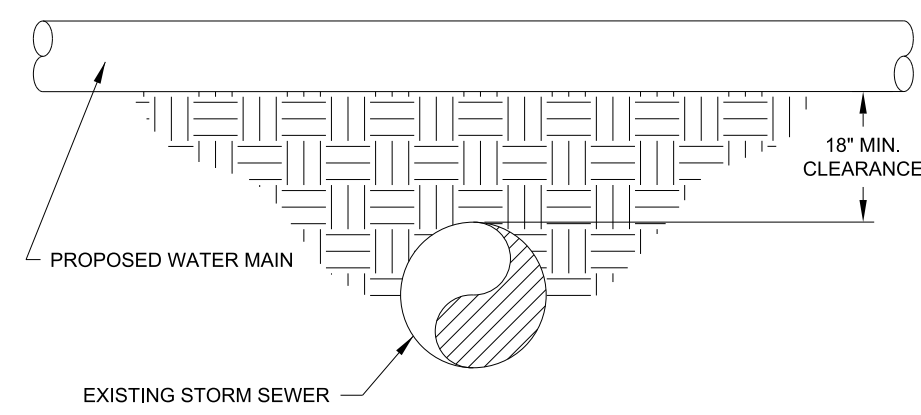 18" MIN.
CLEARANCE
PROPOSED WATER MAIN
EXISTING STORM SEWER